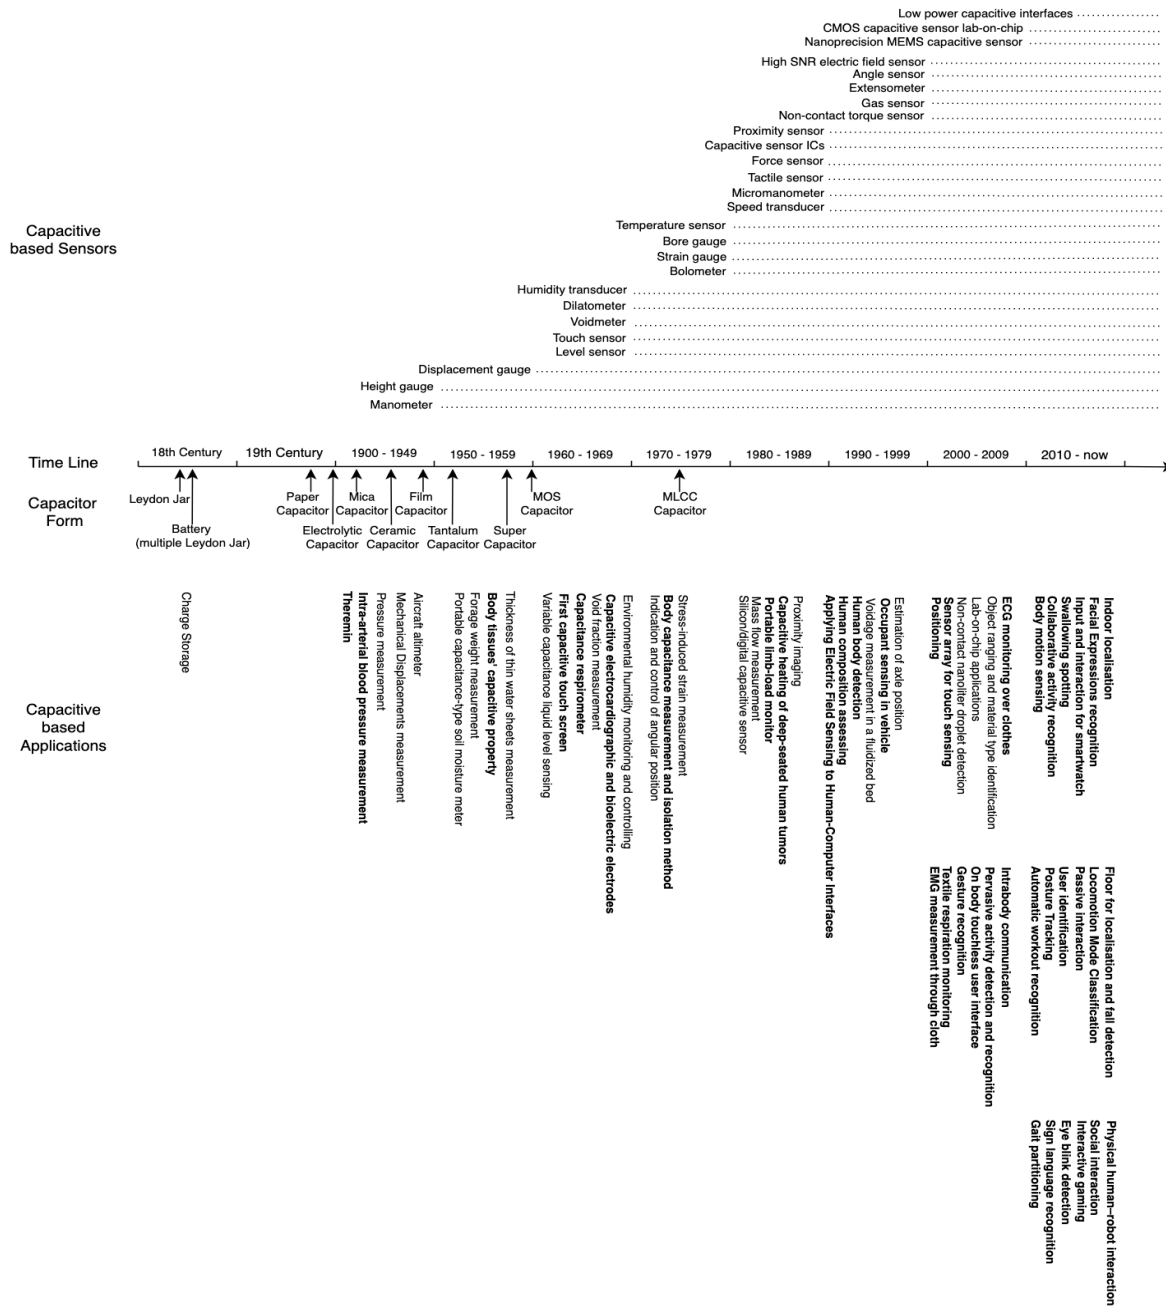 Low power capacitive interfaces
CMOS capacitive sensor lab-on-chip
Nanoprecision MEMS capacitive sensor
High SNR electric field sensor
Angle sensor
Extensometer
Gas sensor
Non-contact torque sensor
Proximity sensor
Capacitive sensor ICs
Force sensor
Tactile sensor
Micromanometer
Speed transducer
Temperature sensor
Bore gauge
Strain gauge
Bolometer
Humidity transducer
Dilatometer
Voidmeter
Touch sensor
Level sensor
Displacement gauge
Height gauge
Manometer
Capacitive
based Sensors
Time Line
18th Century
19th Century
1900 - 1949
1950 - 1959
1960 - 1969
1970 - 1979
1980 - 1989
1990 - 1999
2000 - 2009
2010 - now
Capacitor
Form
Leydon Jar
Battery
(multiple Leydon Jar)
Paper
Capacitor
Electrolytic
Capacitor
Mica
Capacitor
Ceramic
Capacitor
Film
Capacitor
Tantalum
Capacitor
Super
Capacitor
MOS
Capacitor
MLCC
Capacitor
Capacitive
based
Applications
Charge Storage
Aircraft altimeter
Mechanical Displacements measurement
Pressure measurement
Intra-arterial blood pressure measurement
Theremin
Thickness of thin water sheets measurement
Body tissues' capacitive property
Forage weight measurement
Portable capacitance-type soil moisture meter
Environmental humidity monitoring and controlling
Capacitive electrocardiographic and bioelectric electrodes
Void fraction measurement
Capacitance respirometer
First capacitive touch screen
Variable capacitance liquid level sensing
Stress-induced strain measurement
Body capacitance measurement and isolation method
Indication and control of angular position
Proximity imaging
Capacitive heating of deep-seated human tumors
Portable limb-load monitor
Mass flow measurement
Silicon/digital capacitive sensor
Estimation of axle position
Occupant sensing in vehicle
Voidage measurement in a fluidized bed
Human body detection
Human composition assessing
Applying Electric Field Sensing to Human-Computer Interfaces
ECG monitoring over clothes
Object ranging and material type identification
Lab-on-chip applications
Non-contact nanoliter droplet detection
Sensor array for touch sensing
Positioning
Intrabody communication
Pervasive activity detection and recognition
On body touchless user interface
Gesture recognition
Textile respiration monitoring
EMG measurement through cloth
Indoor localisation
Facial Expressions recognition
Input and interaction for smartwatch
Swallowing spotting
Collaborative activity recognition
Body motion sensing
Floor for localisation and fall detection
Locomotion Mode Classification
Passive interaction
User identification
Posture Tracking
Automatic workout recognition
Physical human–robot interaction
Social interaction
Interactive gaming
Eye blink detection
Sign language recognition
Gait partitioning